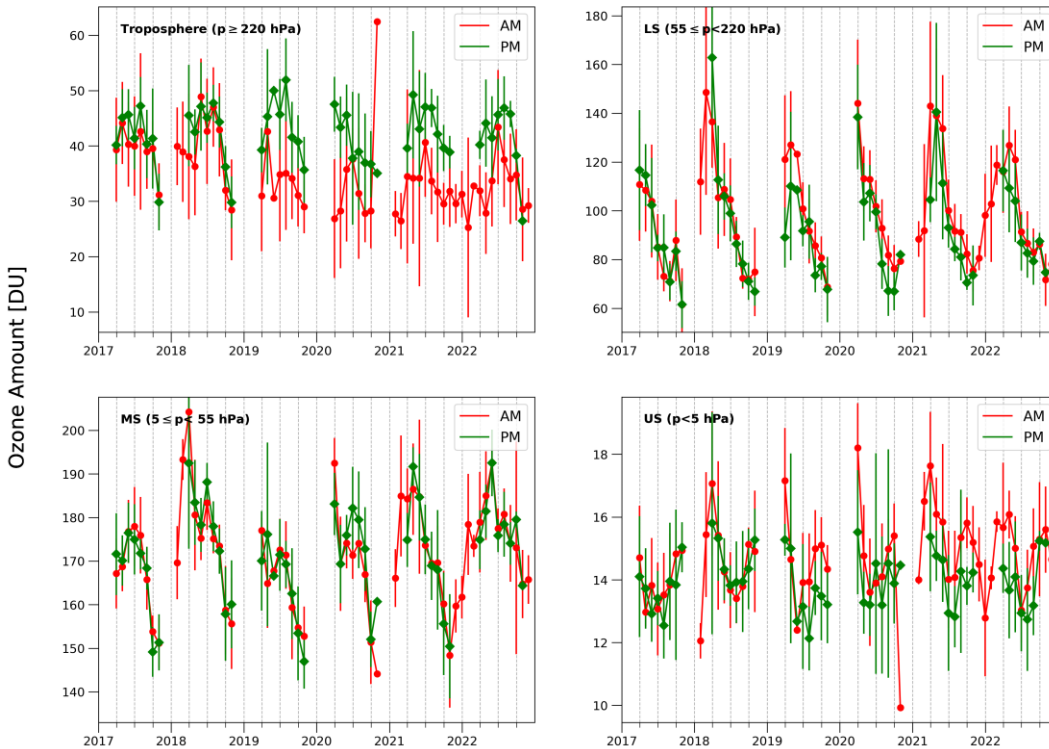 Ozone Amount [DU]
Troposphere (p ≥ 220 hPa)
AM
PM
60
50
40
30
20
10
2017 2018 2019 2020 2021 2022
LS (55 ≤ p<220 hPa)
AM
PM
180
160
140
120
100
80
60
2017 2018 2019 2020 2021 2022
MS (5 ≤ p< 55 hPa)
AM
PM
200
190
180
170
160
150
140
2017 2018 2019 2020 2021 2022
US (p<5 hPa)
AM
PM
18
16
14
12
10
2017 2018 2019 2020 2021 2022